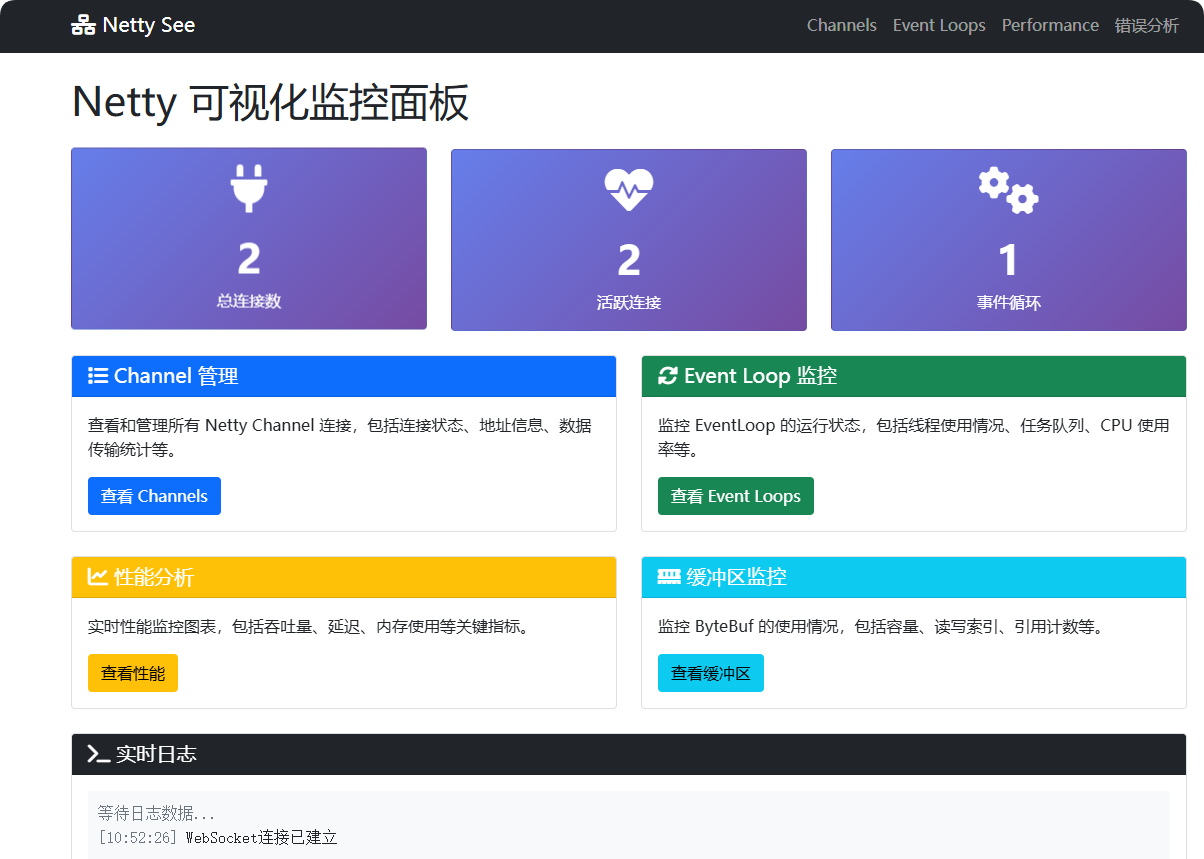 Netty See
Channels Event Loops Performance 错误分析
Netty 可视化监控面板
2
总连接数
2
活跃连接
1
事件循环
Channel 管理
查看和管理所有 Netty Channel 连接，包括连接状态、地址信息、数据
传输统计等。
查看 Channels
Event Loop 监控
监控 EventLoop 的运行状态，包括线程使用情况、任务队列、CPU 使用
率等。
查看 Event Loops
性能分析
实时性能监控图表，包括吞吐量、延迟、内存使用等关键指标。
查看性能
缓冲区监控
监控 ByteBuf 的使用情况，包括容量、读写索引、引用计数等。
查看缓冲区
实时日志
等待日志数据...
[10:52:26] WebSocket连接已建立